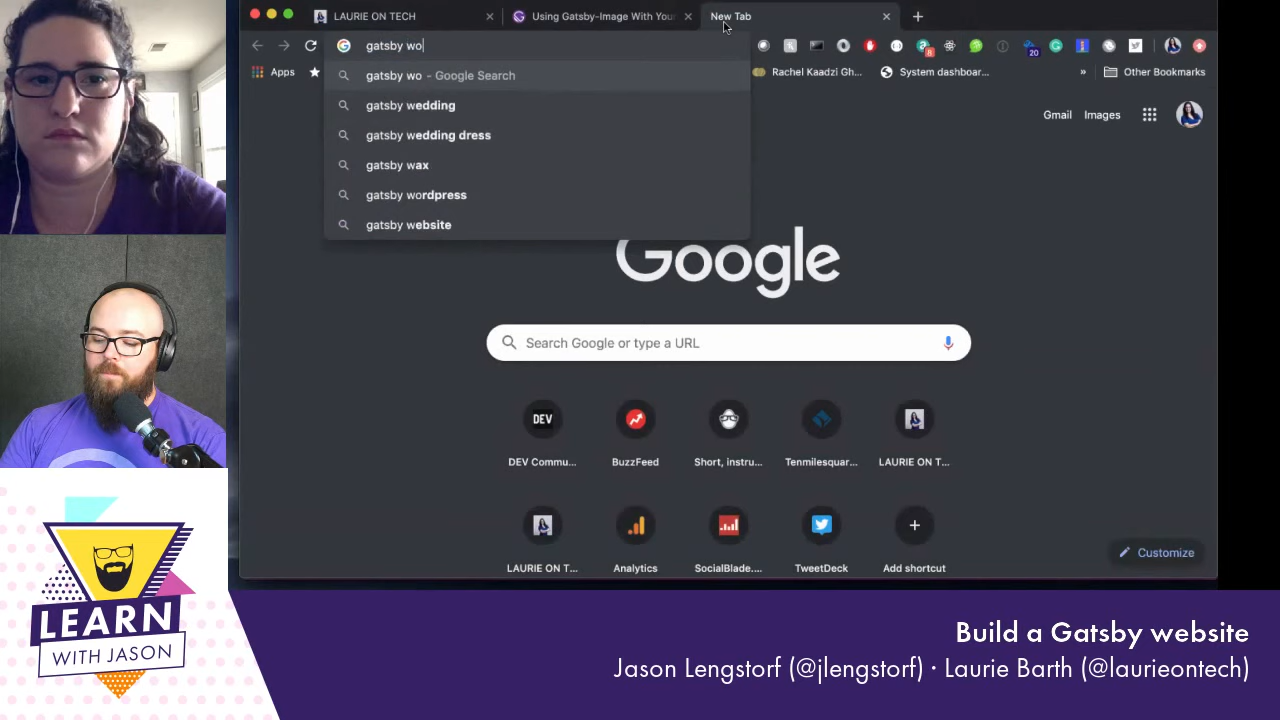 LAURIE ON TECH
Using Gatsby-Image With Your
New Tab
gatsby wo
8
20
Apps
Rachel Kaadzi Gh...
System dashboar...
»
Other Bookmarks
gatsby wo - Google Search
gatsby wedding
gatsby wedding dress
gatsby wax
gatsby wordpress
gatsby website
Gmail
Images
Google
Search Google or type a URL
DEV
DEV Commu...
BuzzFeed
Short, instru...
Tenmilesquar...
LAURIE ON T...
LAURIE ON T...
Analytics
SocialBlade....
TweetDeck
Add shortcut
Customize
LEARN
WITH JASON
Build a Gatsby website
Jason Lengstorf (@jlengstorf) · Laurie Barth (@laurieontech)